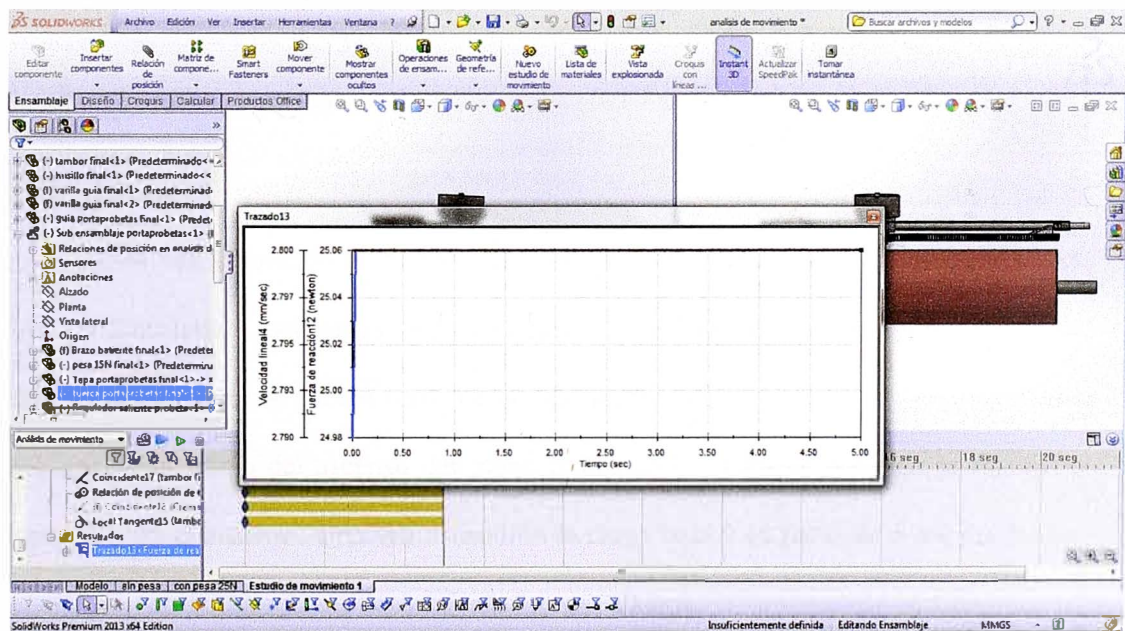 SOLIDWORKS Archivo Edición Ver Insertar Herramientas Ventana ? analisis de movimiento * Buscar archivos y modelos
Editar componente
Insertar componentes
Relación de posición
Matriz de compone...
Smart Fasteners
Mover componente
Mostrar componentes ocultos
Operaciones de ensam...
Geometría de refe...
Nuevo estudio de movimiento
Lista de materiales
Vista explosionada
Croquis con líneas ...
Instant 3D
Actualizar SpeedPak
Tomar instantánea
Ensamblaje Diseño Croquis Calcular Productos Office
(-) tambor final<1> (Predeterminado<
(-) husillo final<1> (Predeterminado<<
(f) varilla guia final<1> (Predeterminad
(f) varilla guia final<2> (Predeterminad
(-) guia portaprobetas final<1> (Predet
(-) Sub ensamblaje portaprobetas<1> (
Relaciones de posición en analisis d
Sensores
Anotaciones
Alzado
Planta
Vista lateral
Origen
(f) Brazo balvente final<1> (Predete
(-) pesa 15N final<1> (Predetermina
(-) Tapa portaprobetas final<1>-> x
Trazado13
Velocidad lineal4 (mm/sec)
2.800
2.797
2.795
2.793
2.790
Fuerza de reacción12 (newton)
25.06
25.04
25.02
25.00
24.98
0.00 0.50 1.00 1.50 2.00 2.50 3.00 3.50 4.00 4.50 5.00
Tiempo (sec)
Análisis de movimiento
6 seg 18 seg 20 seg
Coincidente17 (tambor fi
Relación de posición de
Local Tangente15 (tambo
Resultados
Trazado13<Fuerza de rea
Modelo sin pesa con pesa 25N Estudio de movimiento 1
SolidWorks Premium 2013 x64 Edition Insuficientemente definida Editando Ensamblaje MMGS